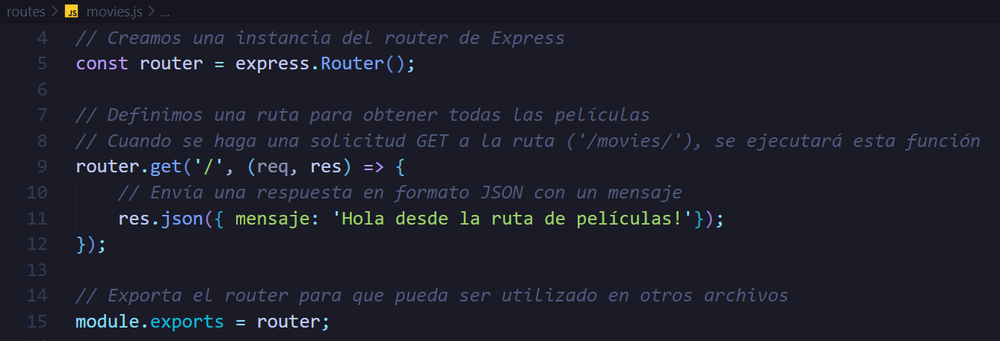 routes > JS movies.js > ...
4 // Creamos una instancia del router de Express
5 const router = express.Router();
6
7 // Definimos una ruta para obtener todas las películas
8 // Cuando se haga una solicitud GET a la ruta ('/movies/'), se ejecutará esta función
9 router.get('/', (req, res) => {
10     // Envía una respuesta en formato JSON con un mensaje
11     res.json({ mensaje: 'Hola desde la ruta de películas!'});
12 });
13
14 // Exporta el router para que pueda ser utilizado en otros archivos
15 module.exports = router;